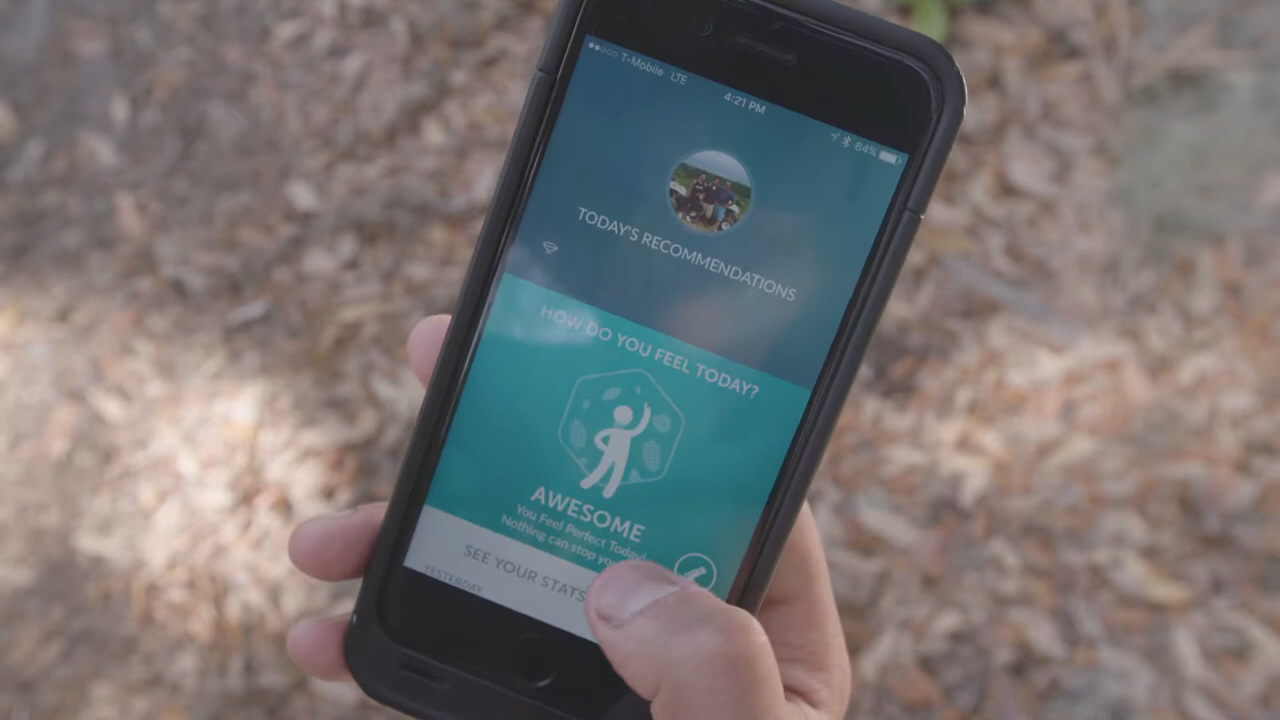 T-Mobile LTE
4:21 PM
84%
TODAY'S RECOMMENDATIONS
HOW DO YOU FEEL TODAY?
AWESOME
You Feel Perfect Today!
Nothing can stop
SEE YOUR STATS
YESTERDAY